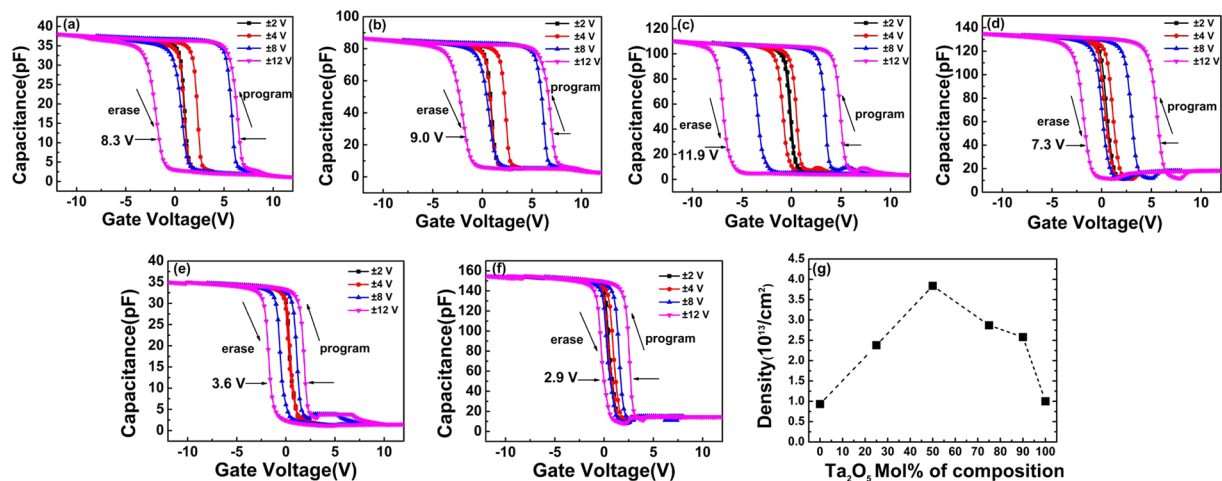 (a)
±2 V
±4 V
±8 V
±12 V
program
erase
8.3 V
Capacitance(pF)
40
35
30
25
20
15
10
5
0
-10 -5 0 5 10
Gate Voltage(V)
(b)
±2 V
±4 V
±8 V
±12 V
program
erase
9.0 V
Capacitance(pF)
100
80
60
40
20
0
-10 -5 0 5 10
Gate Voltage(V)
(c)
±2 V
±4 V
±8 V
±12 V
program
erase
11.9 V
Capacitance(pF)
120
100
80
60
40
20
0
-10 -5 0 5 10
Gate Voltage(V)
(d)
±2 V
±4 V
±8 V
±12 V
program
erase
7.3 V
Capacitance(pF)
140
120
100
80
60
40
20
0
-10 -5 0 5 10
Gate Voltage(V)
(e)
±2 V
±4 V
±8 V
±12 V
program
erase
3.6 V
Capacitance(pF)
40
35
30
25
20
15
10
5
0
-10 -5 0 5 10
Gate Voltage(V)
(f)
±2 V
±4 V
±8 V
±12 V
program
erase
2.9 V
Capacitance(pF)
160
140
120
100
80
60
40
20
0
-10 -5 0 5 10
Gate Voltage(V)
(g)
Density(10¹³/cm²)
4.5
4.0
3.5
3.0
2.5
2.0
1.5
1.0
0.5
0.0
0 10 20 30 40 50 60 70 80 90 100
Ta₂O₅ Mol% of composition